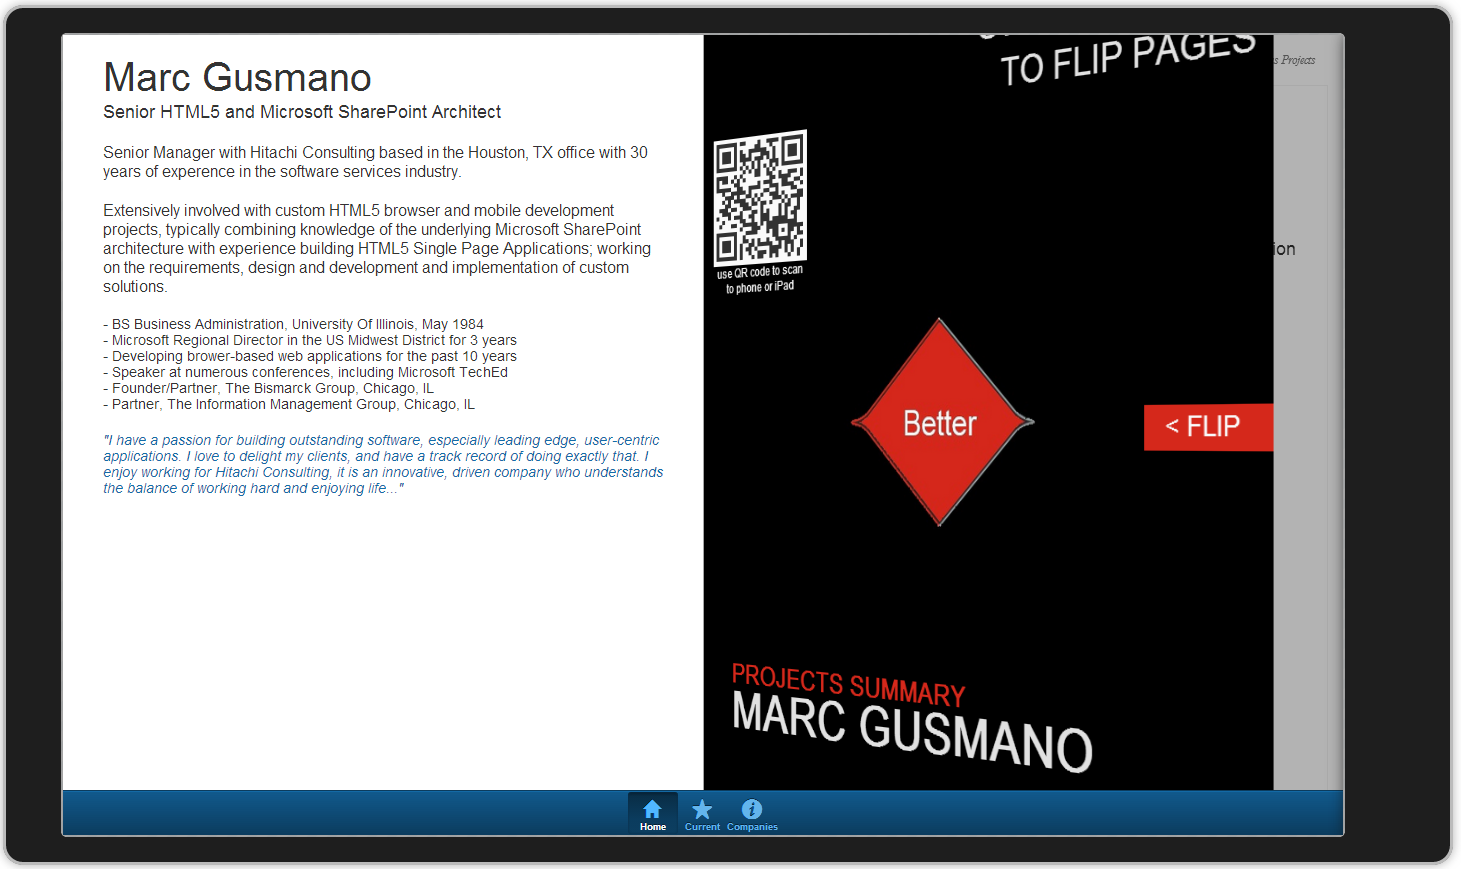 Marc Gusmano
Senior HTML5 and Microsoft SharePoint Architect
Senior Manager with Hitachi Consulting based in the Houston, TX office with 30
years of experence in the software services industry.
Extensively involved with custom HTML5 browser and mobile development
projects, typically combining knowledge of the underlying Microsoft SharePoint
architecture with experience building HTML5 Single Page Applications; working
on the requirements, design and development and implementation of custom
solutions.
- BS Business Administration, University Of Illinois, May 1984
- Microsoft Regional Director in the US Midwest District for 3 years
- Developing brower-based web applications for the past 10 years
- Speaker at numerous conferences, including Microsoft TechEd
- Founder/Partner, The Bismarck Group, Chicago, IL
- Partner, The Information Management Group, Chicago, IL
"I have a passion for building outstanding software, especially leading edge, user-centric
applications. I love to delight my clients, and have a track record of doing exactly that. I
enjoy working for Hitachi Consulting, it is an innovative, driven company who understands
the balance of working hard and enjoying life..."
TO FLIP PAGES
use QR code to scan
to phone or iPad
Better
< FLIP
PROJECTS SUMMARY
MARC GUSMANO
Projects
Home
Current
Companies